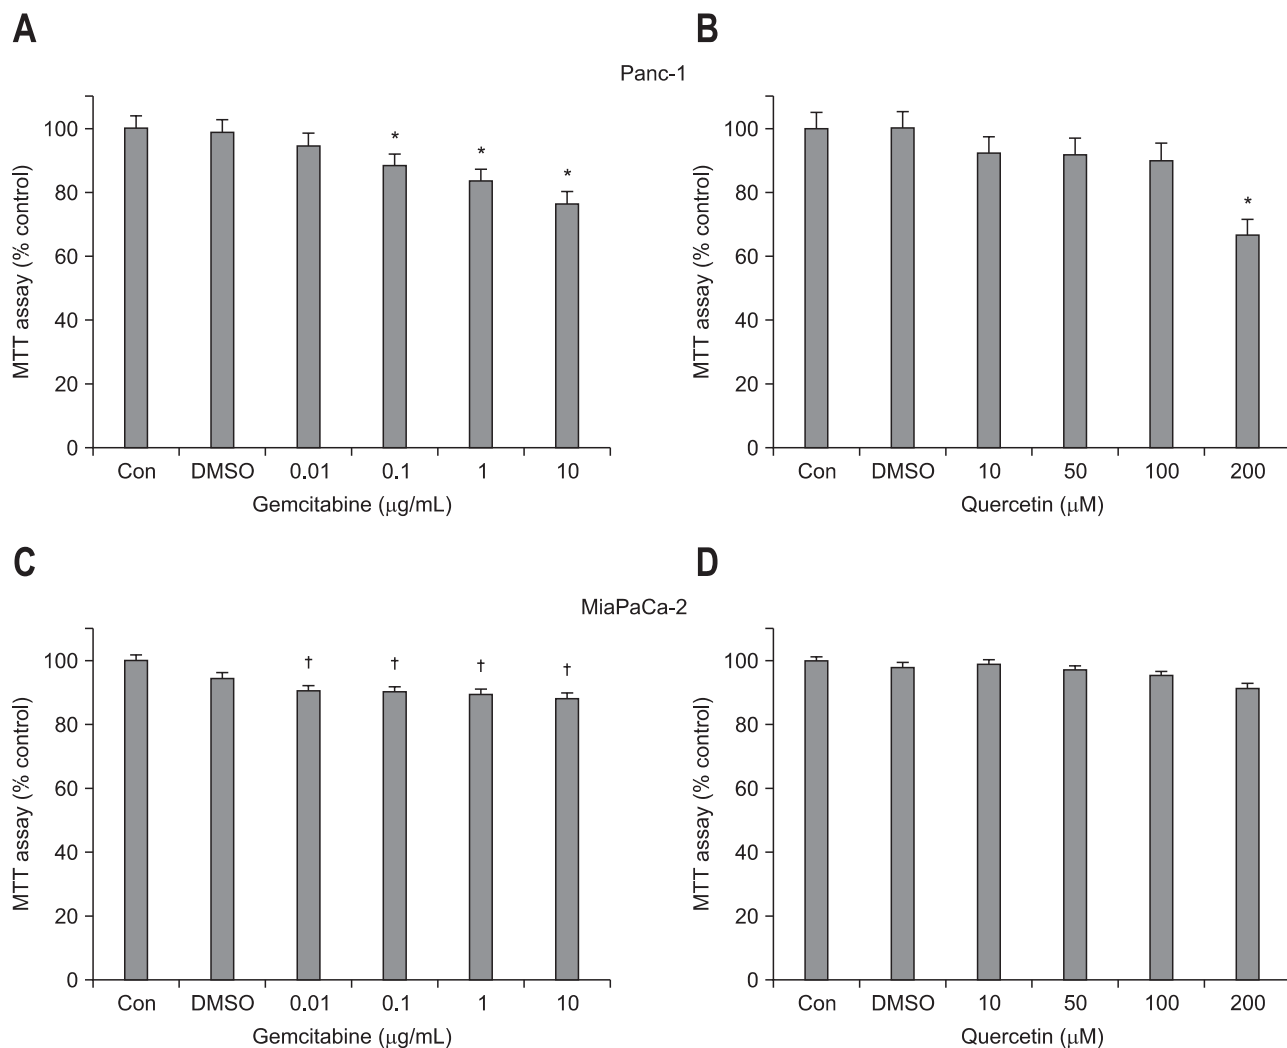 A
B
Panc-1
MTT assay (% control)
100
80
60
40
20
0
*
*
*
Con DMSO 0.01 0.1 1 10
Gemcitabine (μg/mL)
MTT assay (% control)
100
80
60
40
20
0
*
Con DMSO 10 50 100 200
Quercetin (μM)
C
D
MiaPaCa-2
MTT assay (% control)
100
80
60
40
20
0
† † † †
Con DMSO 0.01 0.1 1 10
Gemcitabine (μg/mL)
MTT assay (% control)
100
80
60
40
20
0
Con DMSO 10 50 100 200
Quercetin (μM)